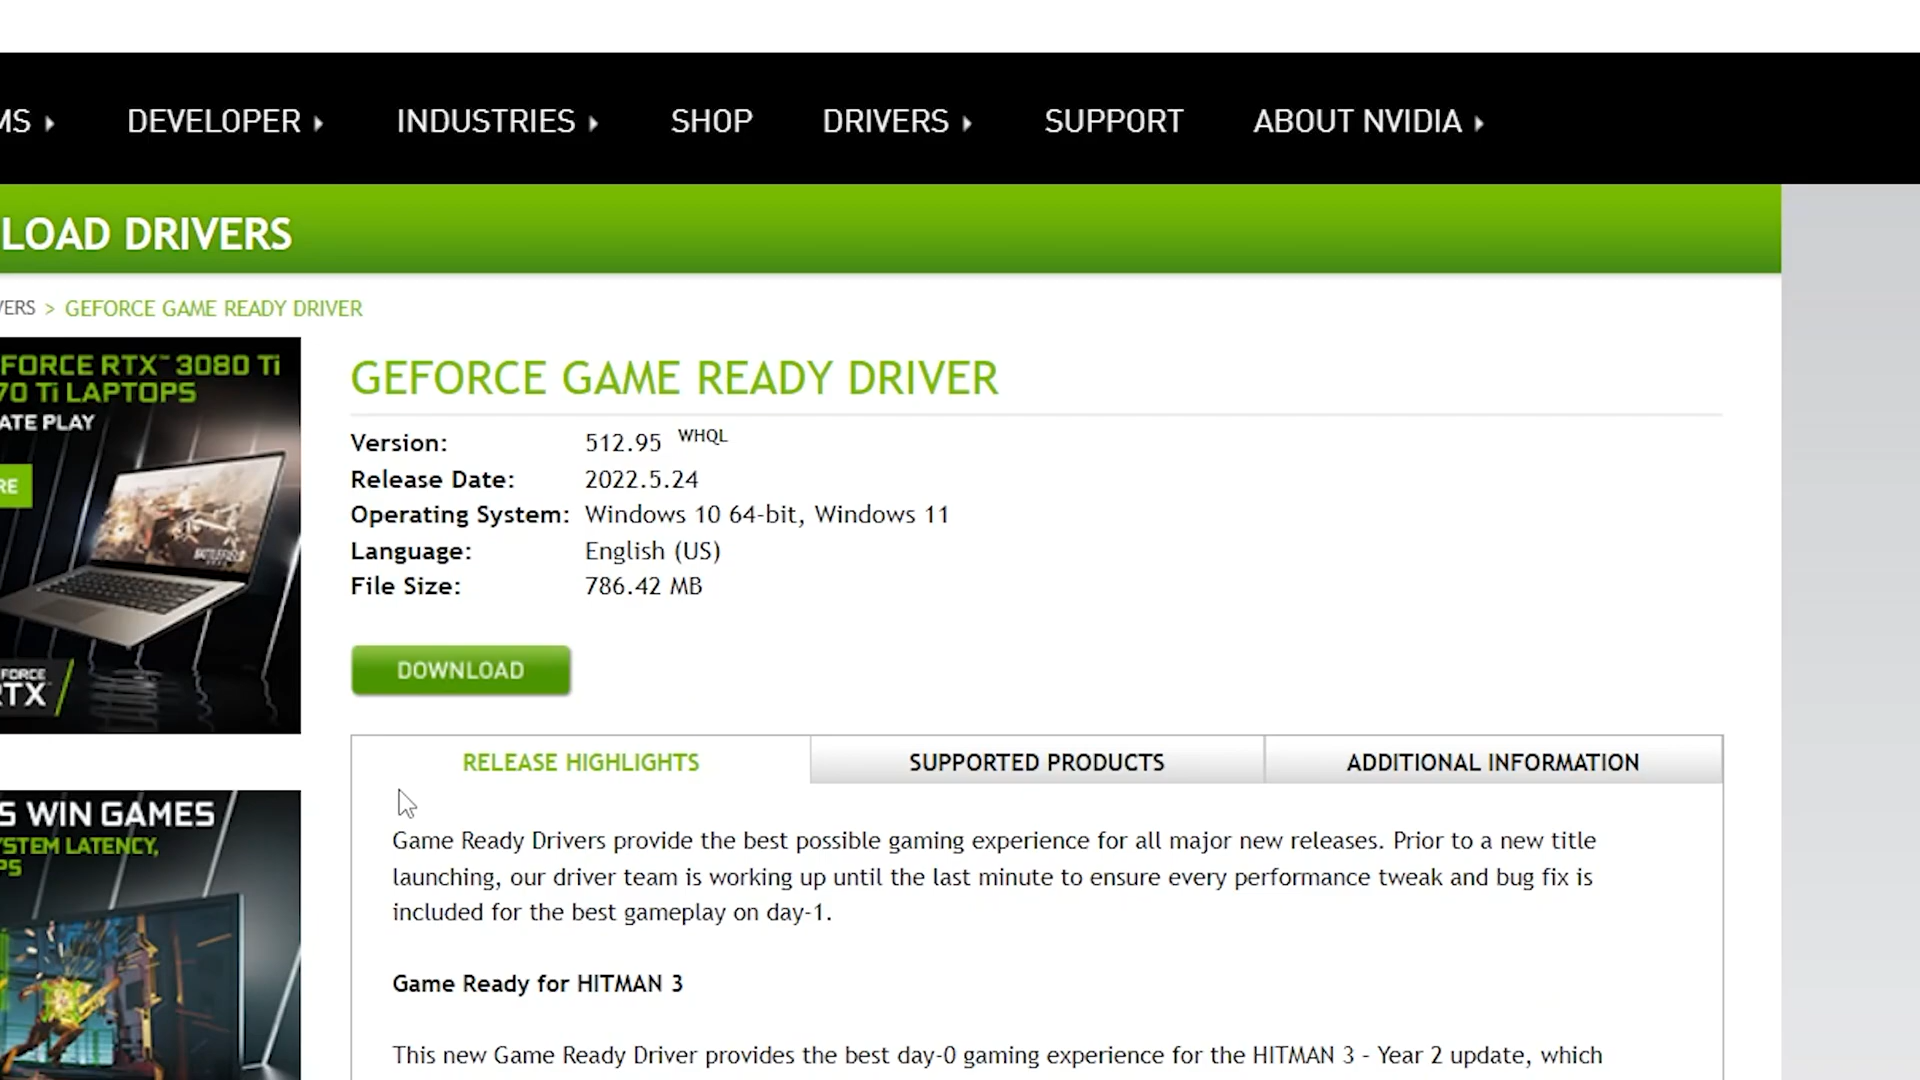 MS DEVELOPER INDUSTRIES SHOP DRIVERS SUPPORT ABOUT NVIDIA
LOAD DRIVERS
VERS > GEFORCE GAME READY DRIVER
FORCE RTX™ 3080 Ti
70 Ti LAPTOPS
ATE PLAY
RE
BATTLEFIELD
FORCE
RTX
S WIN GAMES
STEM LATENCY,
PS
GEFORCE GAME READY DRIVER
Version: 512.95 WHQL
Release Date: 2022.5.24
Operating System: Windows 10 64-bit, Windows 11
Language: English (US)
File Size: 786.42 MB
DOWNLOAD
RELEASE HIGHLIGHTS SUPPORTED PRODUCTS ADDITIONAL INFORMATION
Game Ready Drivers provide the best possible gaming experience for all major new releases. Prior to a new title
launching, our driver team is working up until the last minute to ensure every performance tweak and bug fix is
included for the best gameplay on day-1.
Game Ready for HITMAN 3
This new Game Ready Driver provides the best day-0 gaming experience for the HITMAN 3 - Year 2 update, which